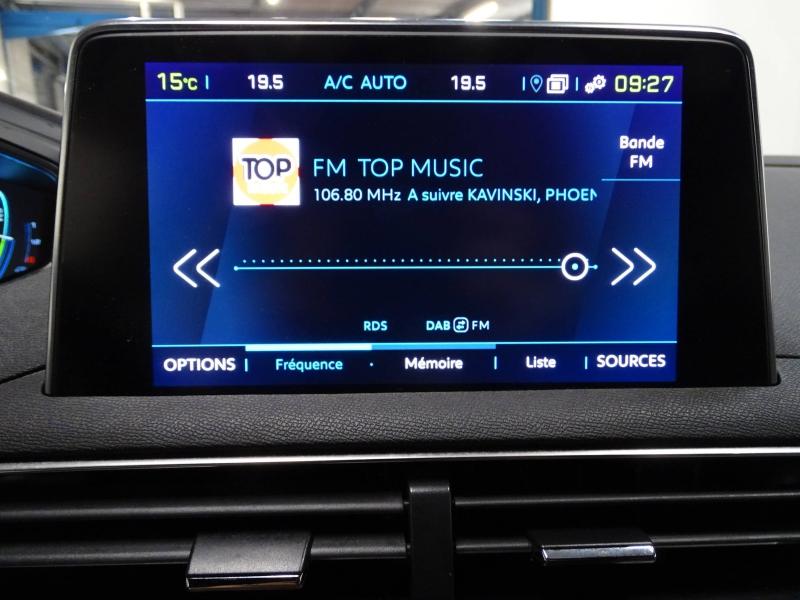 15°C 19.5 A/C AUTO 19.5 09:27
TOP
FM TOP MUSIC
Bande
FM
106.80 MHz A suivre KAVINSKI, PHOEN
RDS DAB FM
OPTIONS Fréquence · Mémoire Liste SOURCES